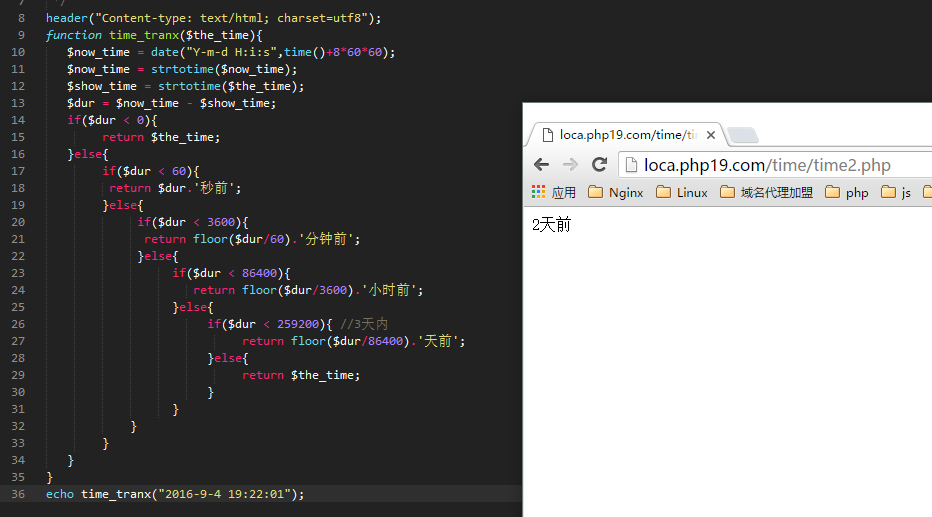 7 */
8 header("Content-type: text/html; charset=utf8");
9 function time_tranx($the_time){
10 $now_time = date("Y-m-d H:i:s",time()+8*60*60);
11 $now_time = strtotime($now_time);
12 $show_time = strtotime($the_time);
13 $dur = $now_time - $show_time;
14 if($dur < 0){
15 return $the_time;
16 }else{
17 if($dur < 60){
18 return $dur.'秒前';
19 }else{
20 if($dur < 3600){
21 return floor($dur/60).'分钟前';
22 }else{
23 if($dur < 86400){
24 return floor($dur/3600).'小时前';
25 }else{
26 if($dur < 259200){ //3天内
27 return floor($dur/86400).'天前';
28 }else{
29 return $the_time;
30 }
31 }
32 }
33 }
34 }
35 }
36 echo time_tranx("2016-9-4 19:22:01");
loca.php19.com/time/ti
loca.php19.com/time/time2.php
应用 Nginx Linux 域名代理加盟 php js
2天前